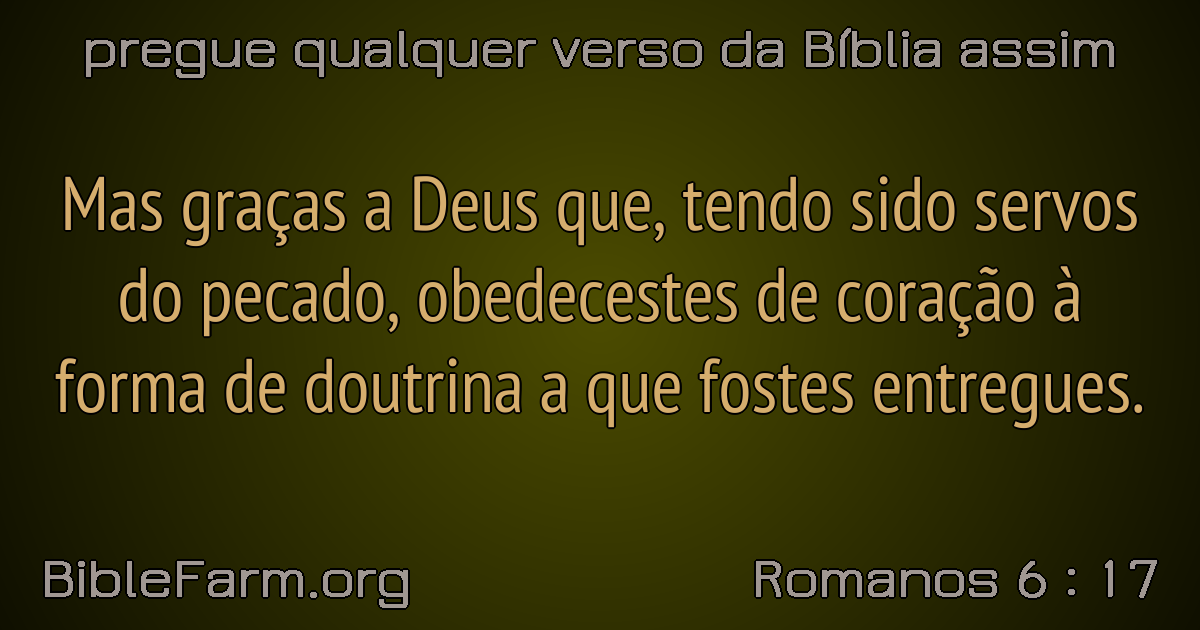 pregue qualquer verso da Bíblia assim
Mas graças a Deus que, tendo sido servos
do pecado, obedecestes de coração à
forma de doutrina a que fostes entregues.
BibleFarm.org
Romanos 6 : 17